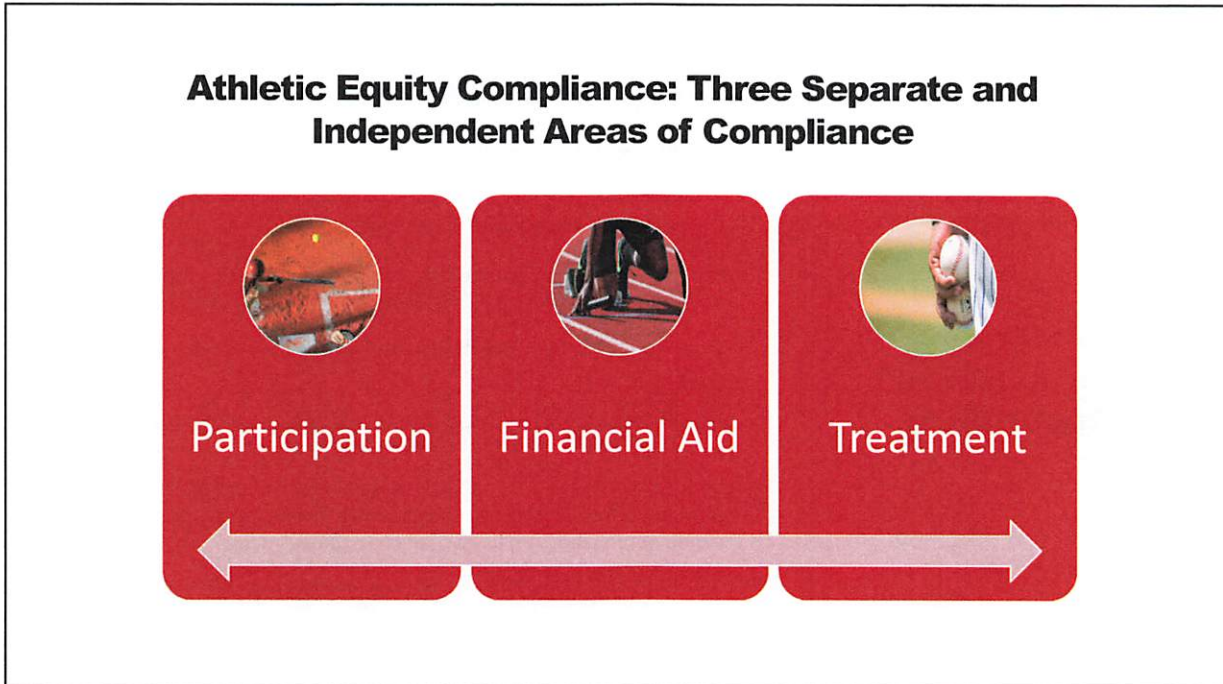 Athletic Equity Compliance: Three Separate and
Independent Areas of Compliance
Participation
Financial Aid
Treatment